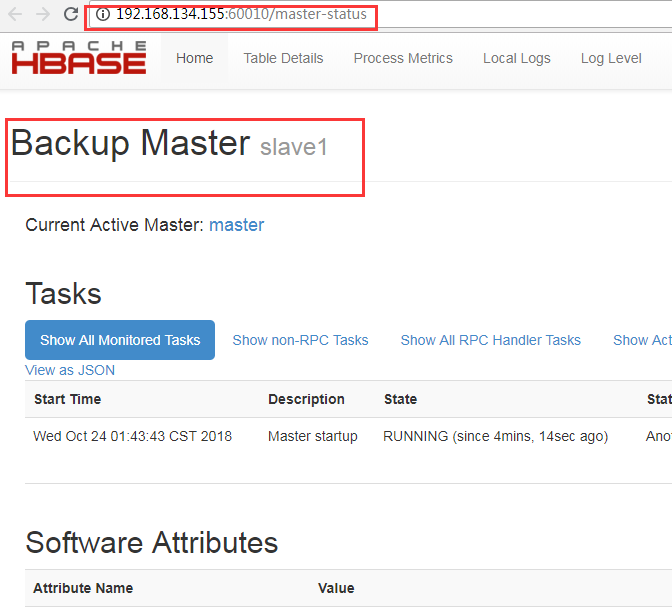 192.168.134.155:60010/master-status
APACHE
HBASE
Home Table Details Process Metrics Local Logs Log Level
Backup Master slave1
Current Active Master: master
Tasks
Show All Monitored Tasks Show non-RPC Tasks Show All RPC Handler Tasks Show Act
View as JSON
Start Time Description State Stat
Wed Oct 24 01:43:43 CST 2018 Master startup RUNNING (since 4mins, 14sec ago) Ano
Software Attributes
Attribute Name Value